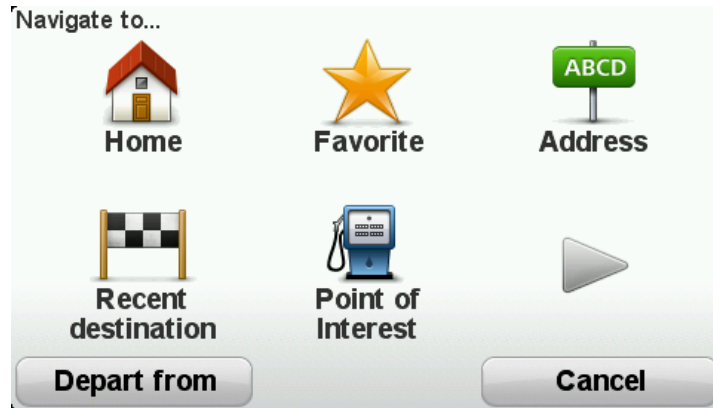 Navigate to...
ABCD
Home
Favorite
Address
Recent
destination
Point of
Interest
Depart from
Cancel